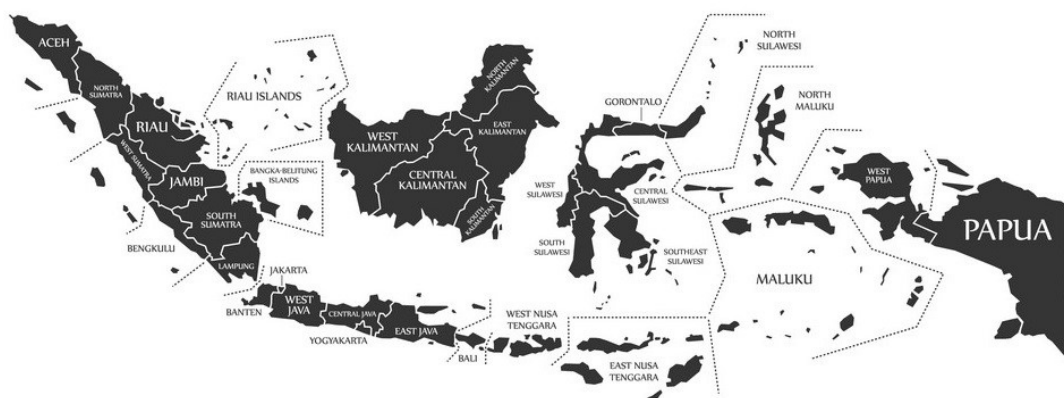 ACEH
NORTH
SUMATRA
RIAU
WEST SUMATRA
JAMBI
SOUTH
SUMATRA
BENGKULU
LAMPUNG
RIAU ISLANDS
BANGKA-BELITUNG
ISLANDS
JAKARTA
BANTEN
WEST
JAVA
CENTRAL JAVA
YOGYAKARTA
EAST JAVA
BALI
WEST NUSA
TENGGARA
EAST NUSA
TENGGARA
WEST
KALIMANTAN
CENTRAL
KALIMANTAN
SOUTH
KALIMANTAN
EAST
KALIMANTAN
NORTH
KALIMANTAN
GORONTALO
NORTH
SULAWESI
WEST
SULAWESI
CENTRAL
SULAWESI
SOUTH
SULAWESI
SOUTHEAST
SULAWESI
NORTH
MALUKU
MALUKU
WEST
PAPUA
PAPUA